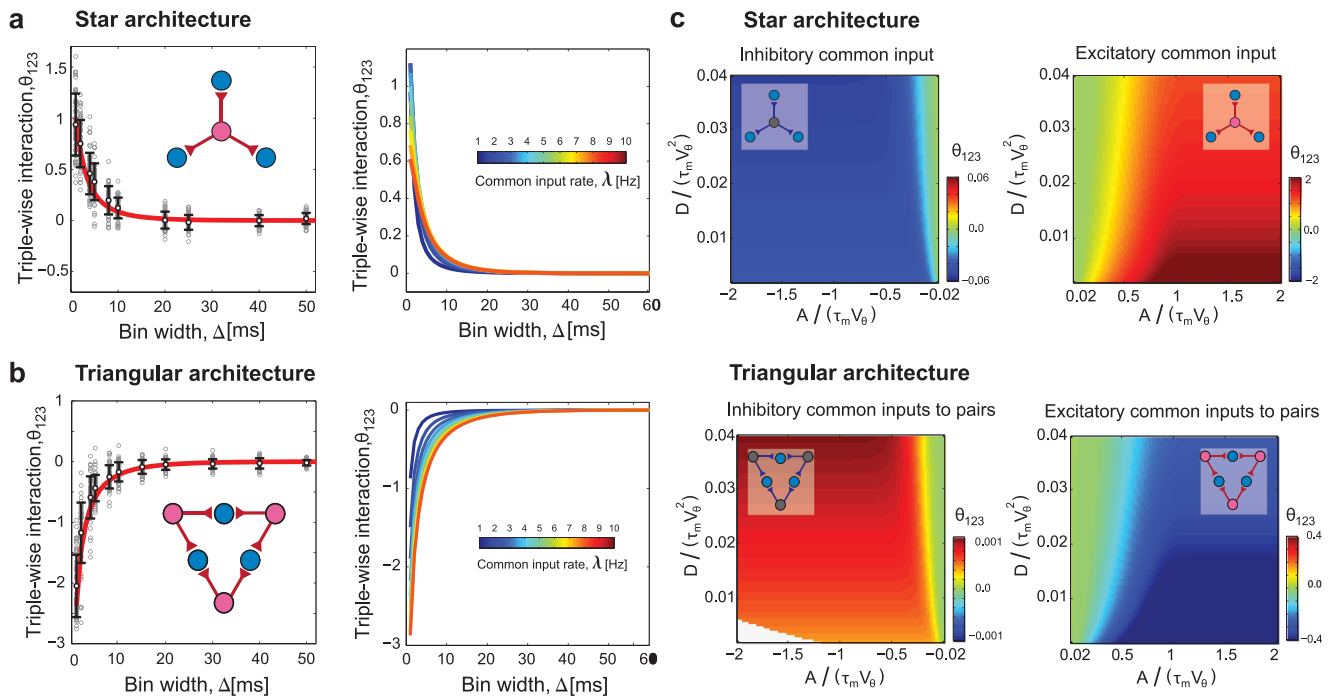 a Star architecture
Triple-wise interaction,θ123
1.5
1
0.5
0
−0.5
0 10 20 30 40 50
Bin width, Δ[ms]
Triple-wise interaction,θ123
1
0.8
0.6
0.4
0.2
0
1 2 3 4 5 6 7 8 9 10
Common input rate, λ [Hz]
0 10 20 30 40 50
Bin width, Δ[ms]
b Triangular architecture
Triple-wise interaction,θ123
1
0
−1
−2
−3
0 10 20 30 40 50
Bin width, Δ[ms]
Triple-wise interaction,θ123
0
−1
−2
−3
1 2 3 4 5 6 7 8 9 10
Common input rate, λ [Hz]
0 10 20 30 40 50
Bin width, Δ[ms]
c Star architecture
Inhibitory common input
D / (τmVθ²)
0.04
0.03
0.02
0.01
−2 −1.5 −1 −0.5 −0.02
A / (τmVθ)
θ123
0.06
0.0
−0.06
Excitatory common input
D / (τmVθ²)
0.04
0.03
0.02
0.01
0.02 0.5 1 1.5 2
A / (τmVθ)
θ123
2
0.0
−2
Triangular architecture
Inhibitory common inputs to pairs
D / (τmVθ²)
0.04
0.03
0.02
0.01
−2 −1.5 −1 −0.5 −0.02
A / (τmVθ)
θ123
0.001
0.0
−0.001
Excitatory common inputs to pairs
D / (τmVθ²)
0.04
0.03
0.02
0.01
0.02 0.5 1 1.5 2
A / (τmVθ)
θ123
0.4
0.0
−0.4